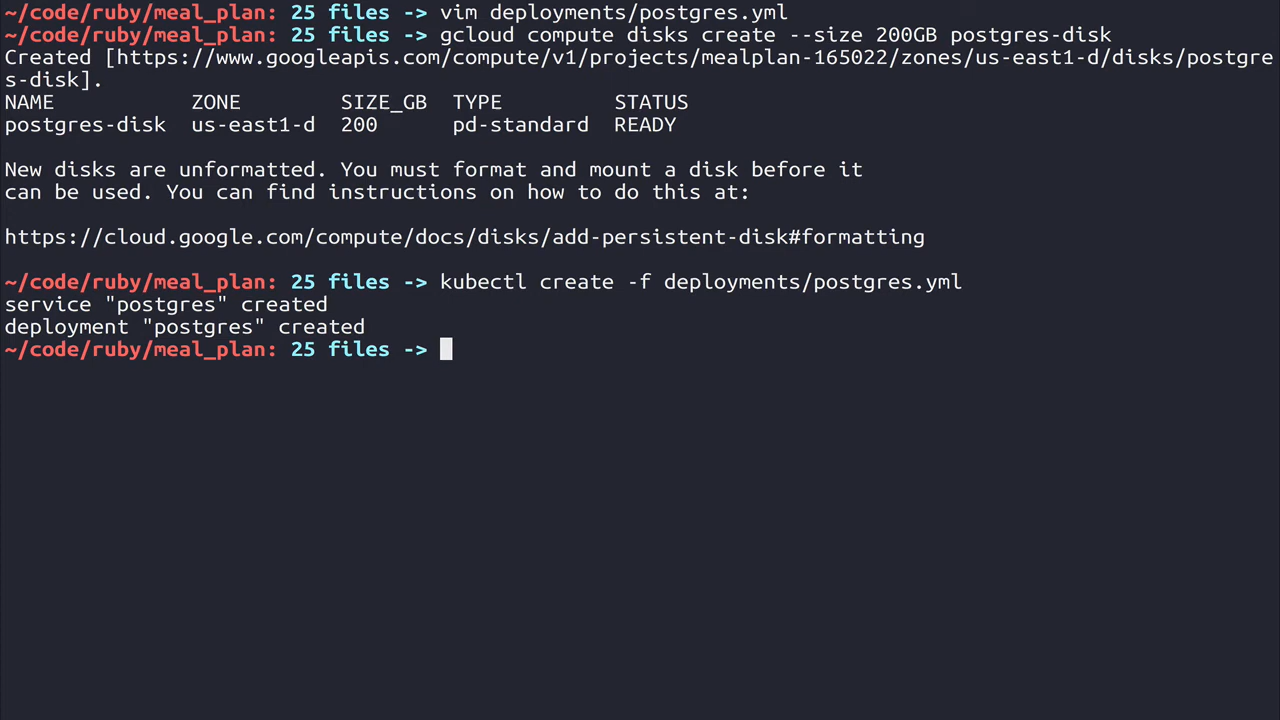 ~/code/ruby/meal_plan: 25 files -> vim deployments/postgres.yml
~/code/ruby/meal_plan: 25 files -> gcloud compute disks create --size 200GB postgres-disk
Created [https://www.googleapis.com/compute/v1/projects/mealplan-165022/zones/us-east1-d/disks/postgre
s-disk].
NAME ZONE SIZE_GB TYPE STATUS
postgres-disk us-east1-d 200 pd-standard READY
New disks are unformatted. You must format and mount a disk before it
can be used. You can find instructions on how to do this at:
https://cloud.google.com/compute/docs/disks/add-persistent-disk#formatting
~/code/ruby/meal_plan: 25 files -> kubectl create -f deployments/postgres.yml
service "postgres" created
deployment "postgres" created
~/code/ruby/meal_plan: 25 files ->